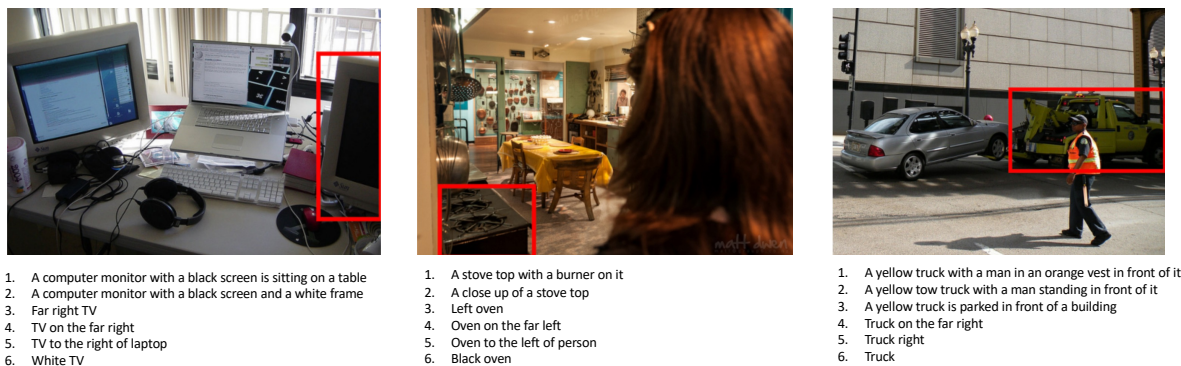 matt dwen
1. A computer monitor with a black screen is sitting on a table
2. A computer monitor with a black screen and a white frame
3. Far right TV
4. TV on the far right
5. TV to the right of laptop
6. White TV
1. A stove top with a burner on it
2. A close up of a stove top
3. Left oven
4. Oven on the far left
5. Oven to the left of person
6. Black oven
1. A yellow truck with a man in an orange vest in front of it
2. A yellow tow truck with a man standing in front of it
3. A yellow truck is parked in front of a building
4. Truck on the far right
5. Truck right
6. Truck